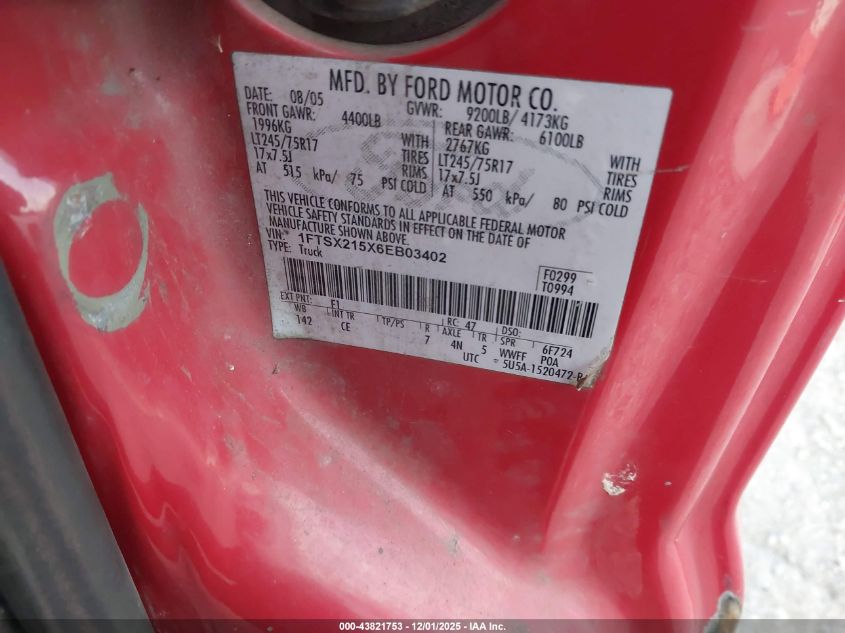 MFD. BY FORD MOTOR CO.
DATE: 08/05 GVWR: 9200LB/ 4173KG
FRONT GAWR: 4400LB REAR GAWR: 6100LB
1996KG WITH 2767KG WITH
LT245/75R17 TIRES LT245/75R17 TIRES
17x7.5J RIMS 17x7.5J RIMS
AT 515 kPa/ 75 PSI COLD AT 550 kPa/ 80 PSI COLD
THIS VEHICLE CONFORMS TO ALL APPLICABLE FEDERAL MOTOR
VEHICLE SAFETY STANDARDS IN EFFECT ON THE DATE OF
MANUFACTURE SHOWN ABOVE.
VIN: 1FTSX215X6EB03402
TYPE: Truck
F0299
T0994
EXT PNT: E1 RC: 47 DSO:
WB INT TR TP/PS R AXLE TR SPR 6F724
142 CE 7 4N 5 WWFF POA
UTC 5U5A-1520472-
000-43821753 - 12/01/2025 - IAA Inc.